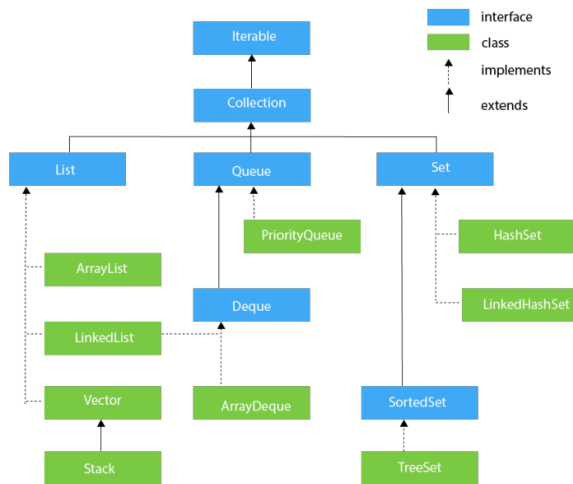 interface
Iterable
class
implements
Collection
extends
List
Queue
Set
PriorityQueue
HashSet
ArrayList
Deque
LinkedHashSet
LinkedList
Vector
ArrayDeque
SortedSet
Stack
TreeSet